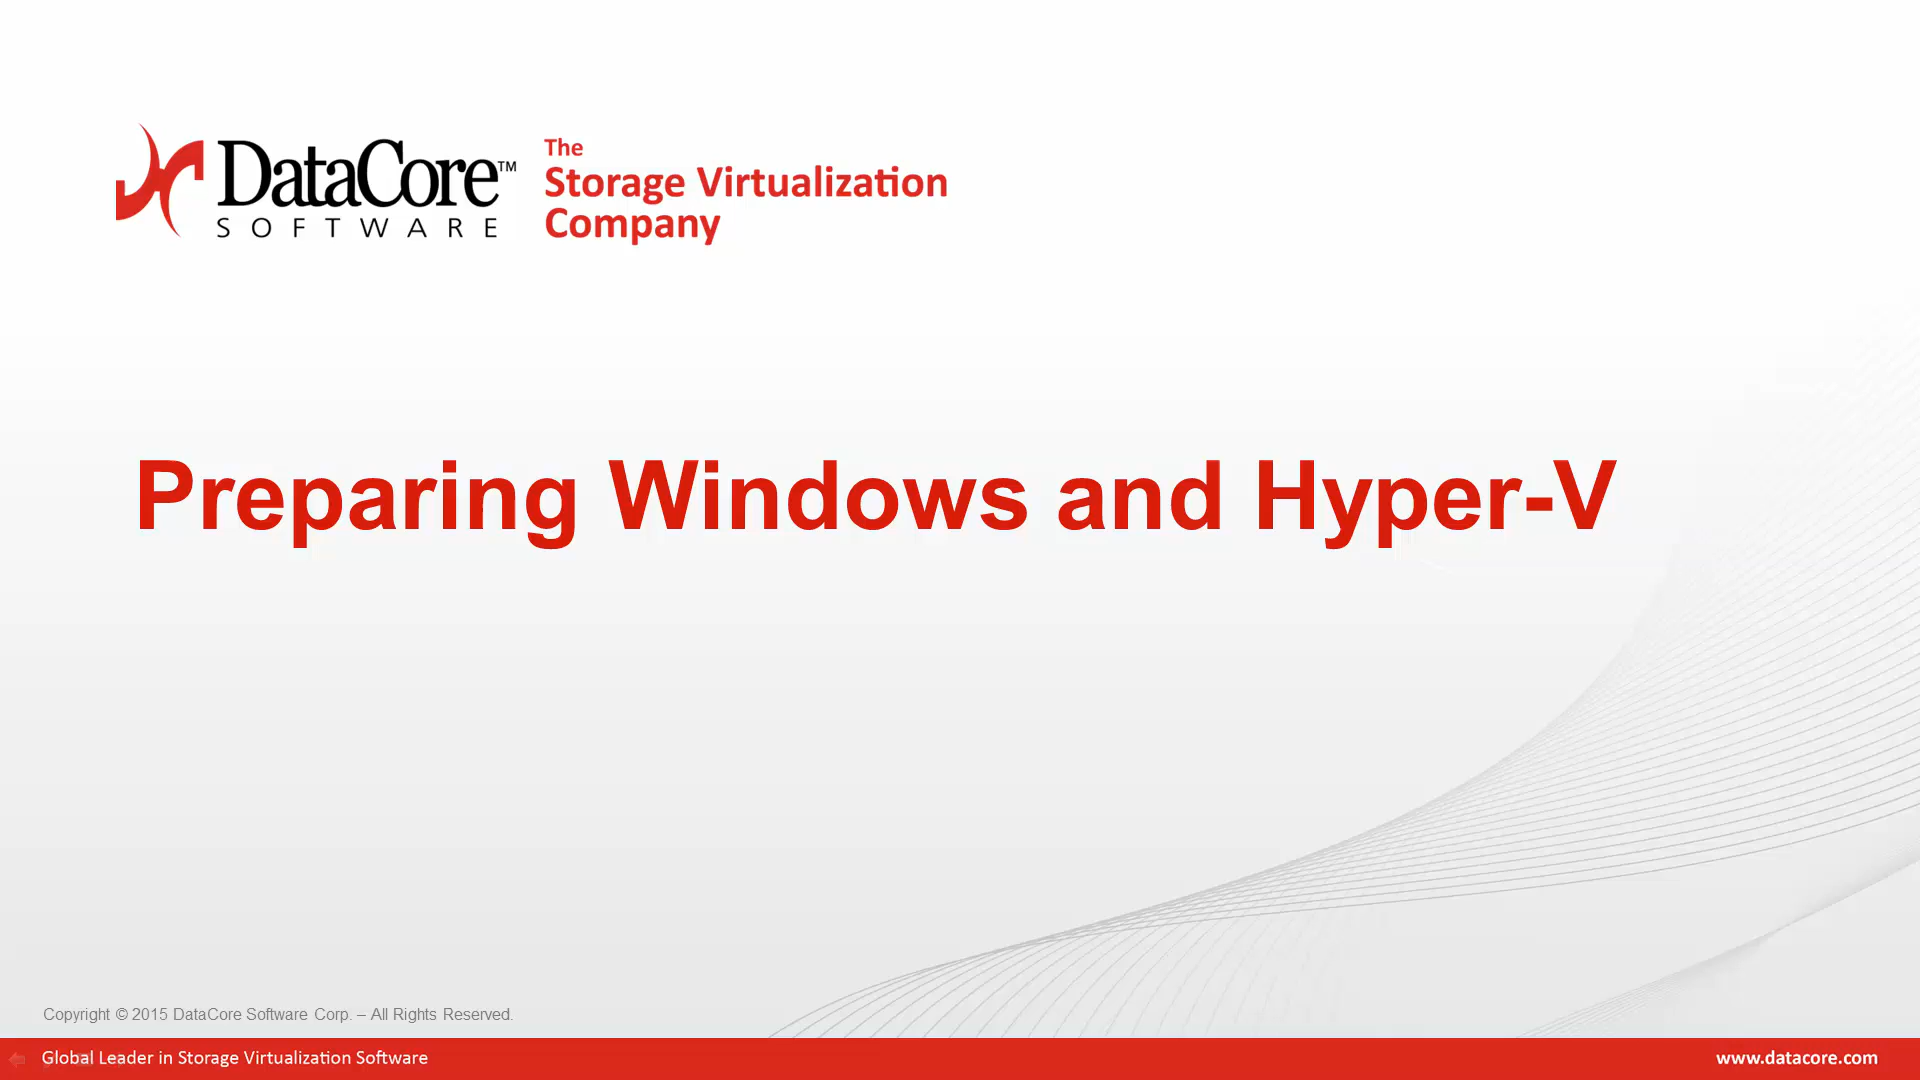 DataCore™
SOFTWARE
The
Storage Virtualization
Company
Preparing Windows and Hyper-V
Copyright © 2015 DataCore Software Corp. – All Rights Reserved.
Global Leader in Storage Virtualization Software
www.datacore.com